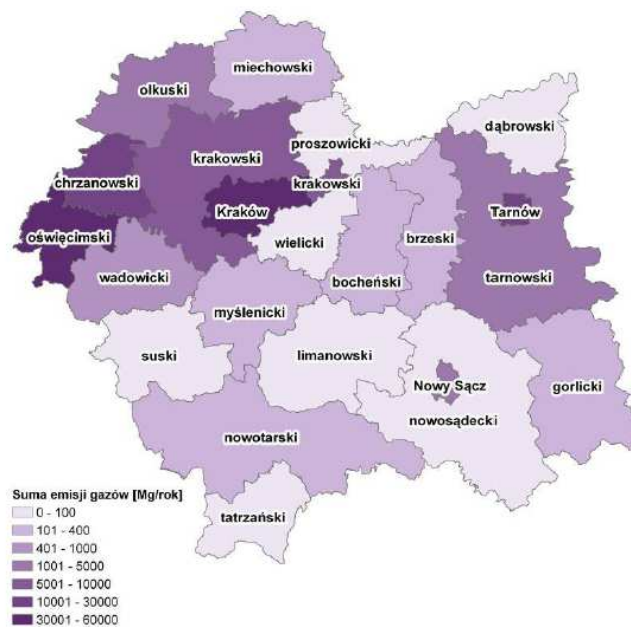 miechowski
olkuski
dąbrowski
proszowicki
krakowski
chrzanowski
krakowski
Kraków
Tarnów
oświęcimski
wielicki
brzeski
wadowicki
bocheński
tarnowski
myślenicki
suski
limanowski
Nowy Sącz
gorlicki
nowosądecki
nowotarski
tatrzański
Suma emisji gazów [Mg/rok]
0 - 100
101 - 400
401 - 1000
1001 - 5000
5001 - 10000
10001 - 30000
30001 - 60000